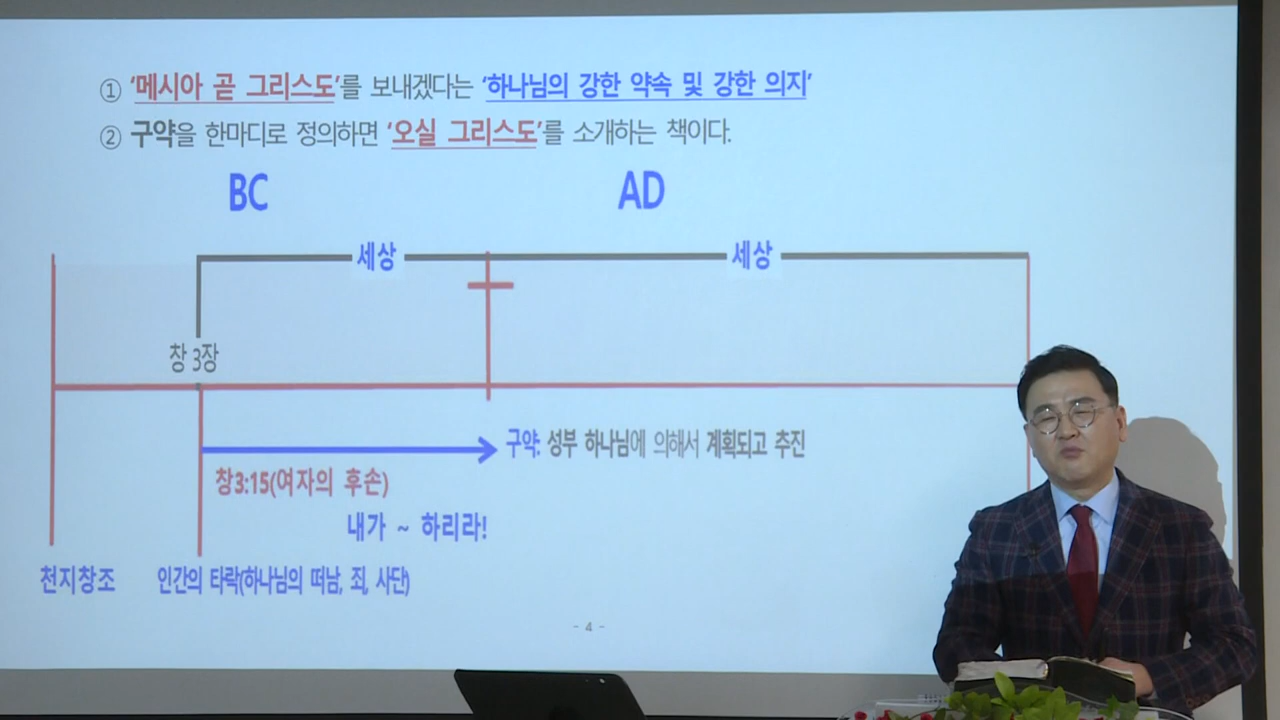 ① ‘메시아 곧 그리스도’를 보내겠다는 ‘하나님의 강한 약속 및 강한 의지’
② 구약을 한마디로 정의하면 ‘오실 그리스도’를 소개하는 책이다.
BC AD
세상 세상
창 3장
구약: 성부 하나님에 의해서 계획되고 추진
창3:15(여자의 후손)
내가 ~ 하리라!
천지창조 인간의 타락(하나님의 떠남, 죄, 사단)
- 4 -